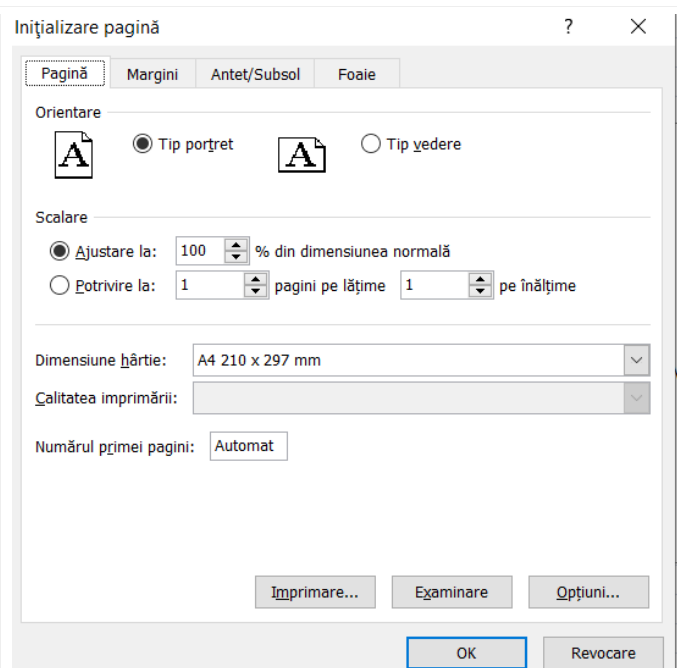 Inițializare pagină ? ✕
Pagină Margini Antet/Subsol Foaie
Orientare
A Tip portret A Tip vedere
Scalare
Ajustare la: 100 % din dimensiunea normală
Potrivire la: 1 pagini pe lățime 1 pe înălțime
Dimensiune hârtie: A4 210 x 297 mm
Calitatea imprimării:
Numărul primei pagini: Automat
Imprimare... Examinare Opțiuni...
OK Revocare